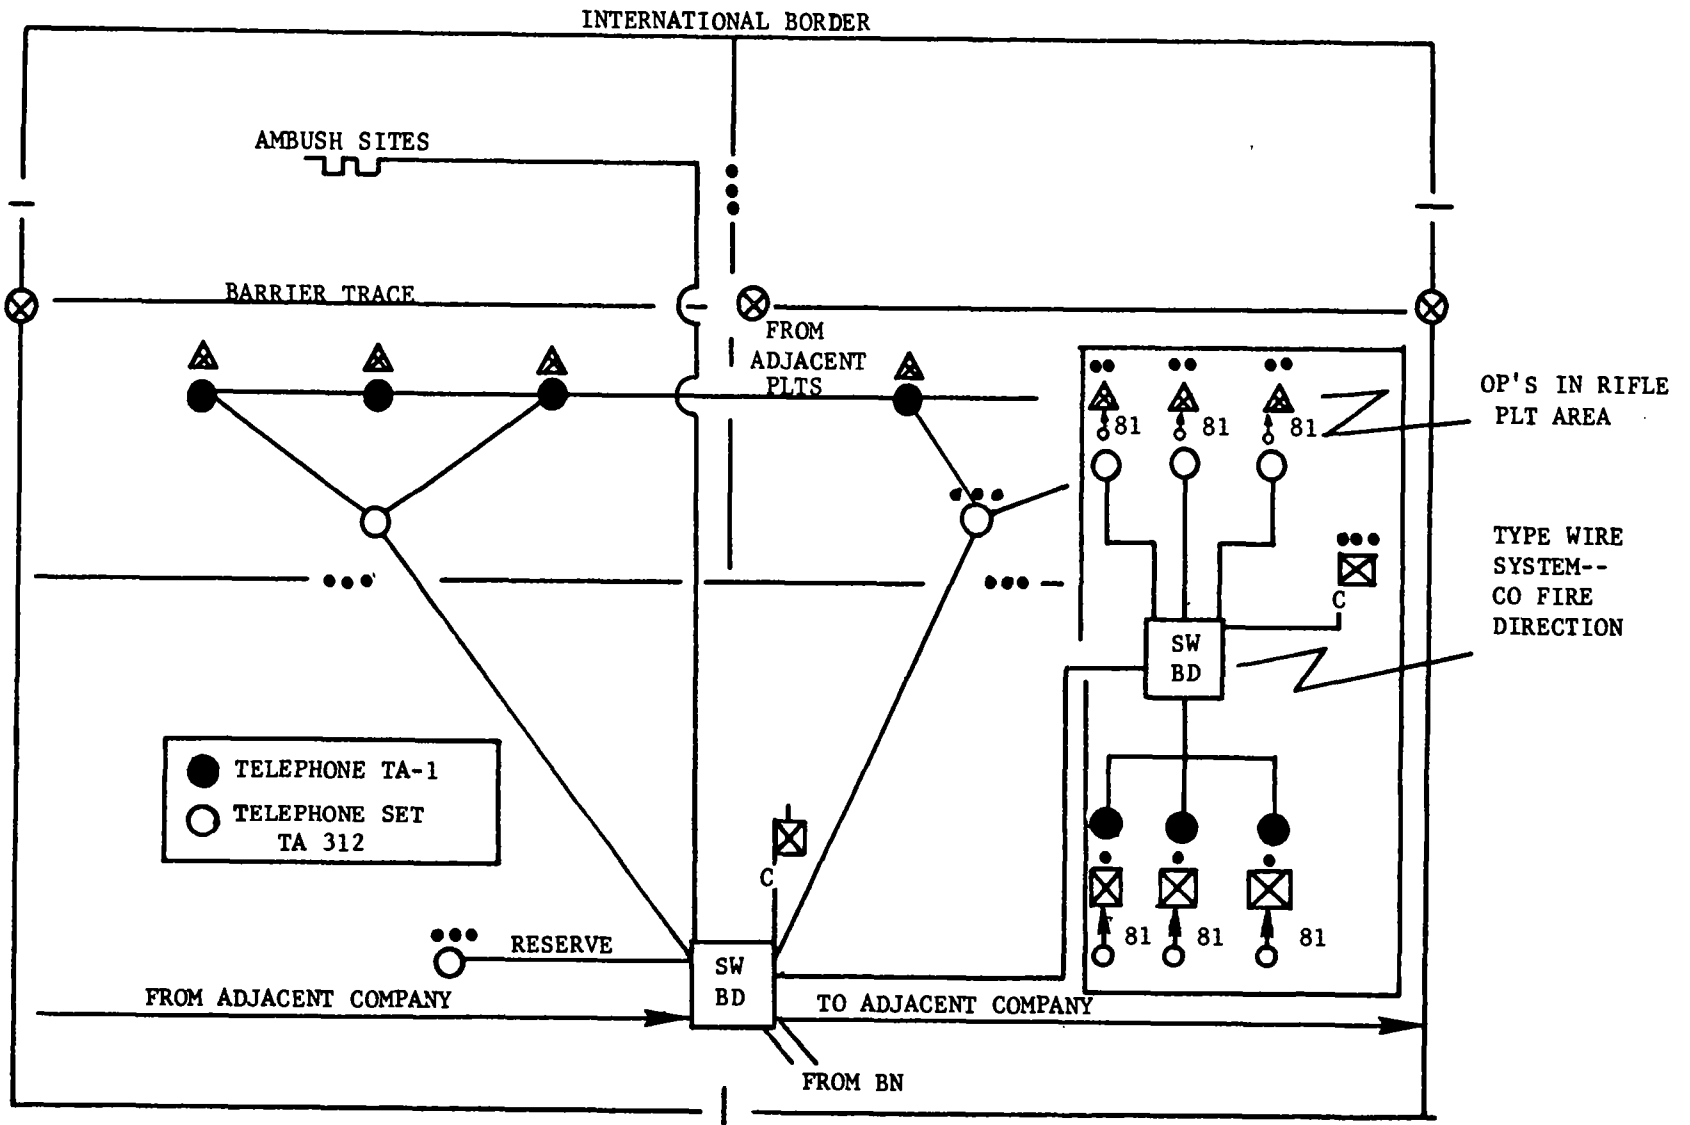 INTERNATIONAL BORDER
AMBUSH SITES
BARRIER TRACE
FROM
ADJACENT
PLTS
81
81
81
OP'S IN RIFLE
PLT AREA
TYPE WIRE
SYSTEM--
CO FIRE
DIRECTION
C
SW
BD
TELEPHONE TA-1
TELEPHONE SET
TA 312
C
81
81
81
RESERVE
SW
BD
FROM ADJACENT COMPANY
TO ADJACENT COMPANY
FROM BN